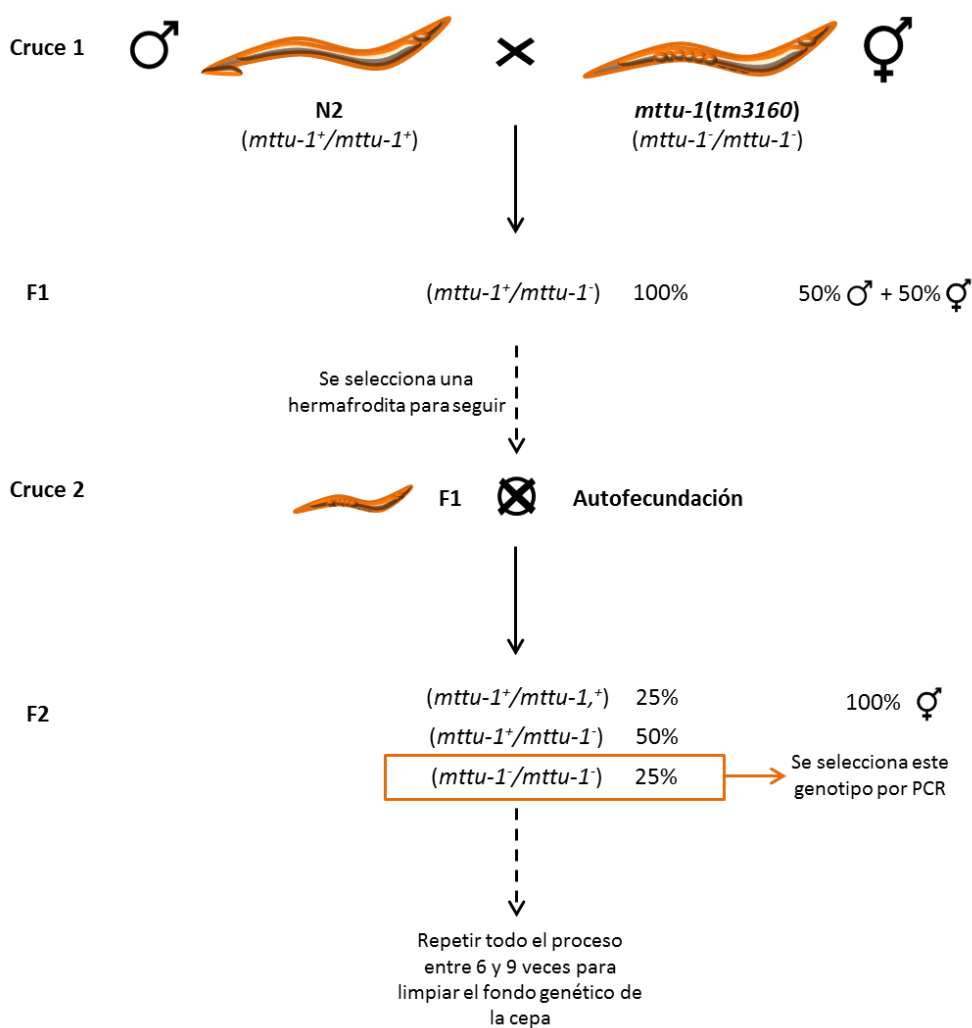 Cruce 1
N2
mttu-1(tm3160)
(mttu-1⁺/mttu-1⁺)
(mttu-1⁻/mttu-1⁻)
F1
(mttu-1⁺/mttu-1⁻) 100%
50% ♂ + 50% ⚥
Se selecciona una
hermafrodita para seguir
Cruce 2
F1
Autofecundación
F2
(mttu-1⁺/mttu-1,⁺) 25%
100% ⚥
(mttu-1⁺/mttu-1⁻) 50%
(mttu-1⁻/mttu-1⁻) 25%
Se selecciona este
genotipo por PCR
Repetir todo el proceso
entre 6 y 9 veces para
limpiar el fondo genético de
la cepa